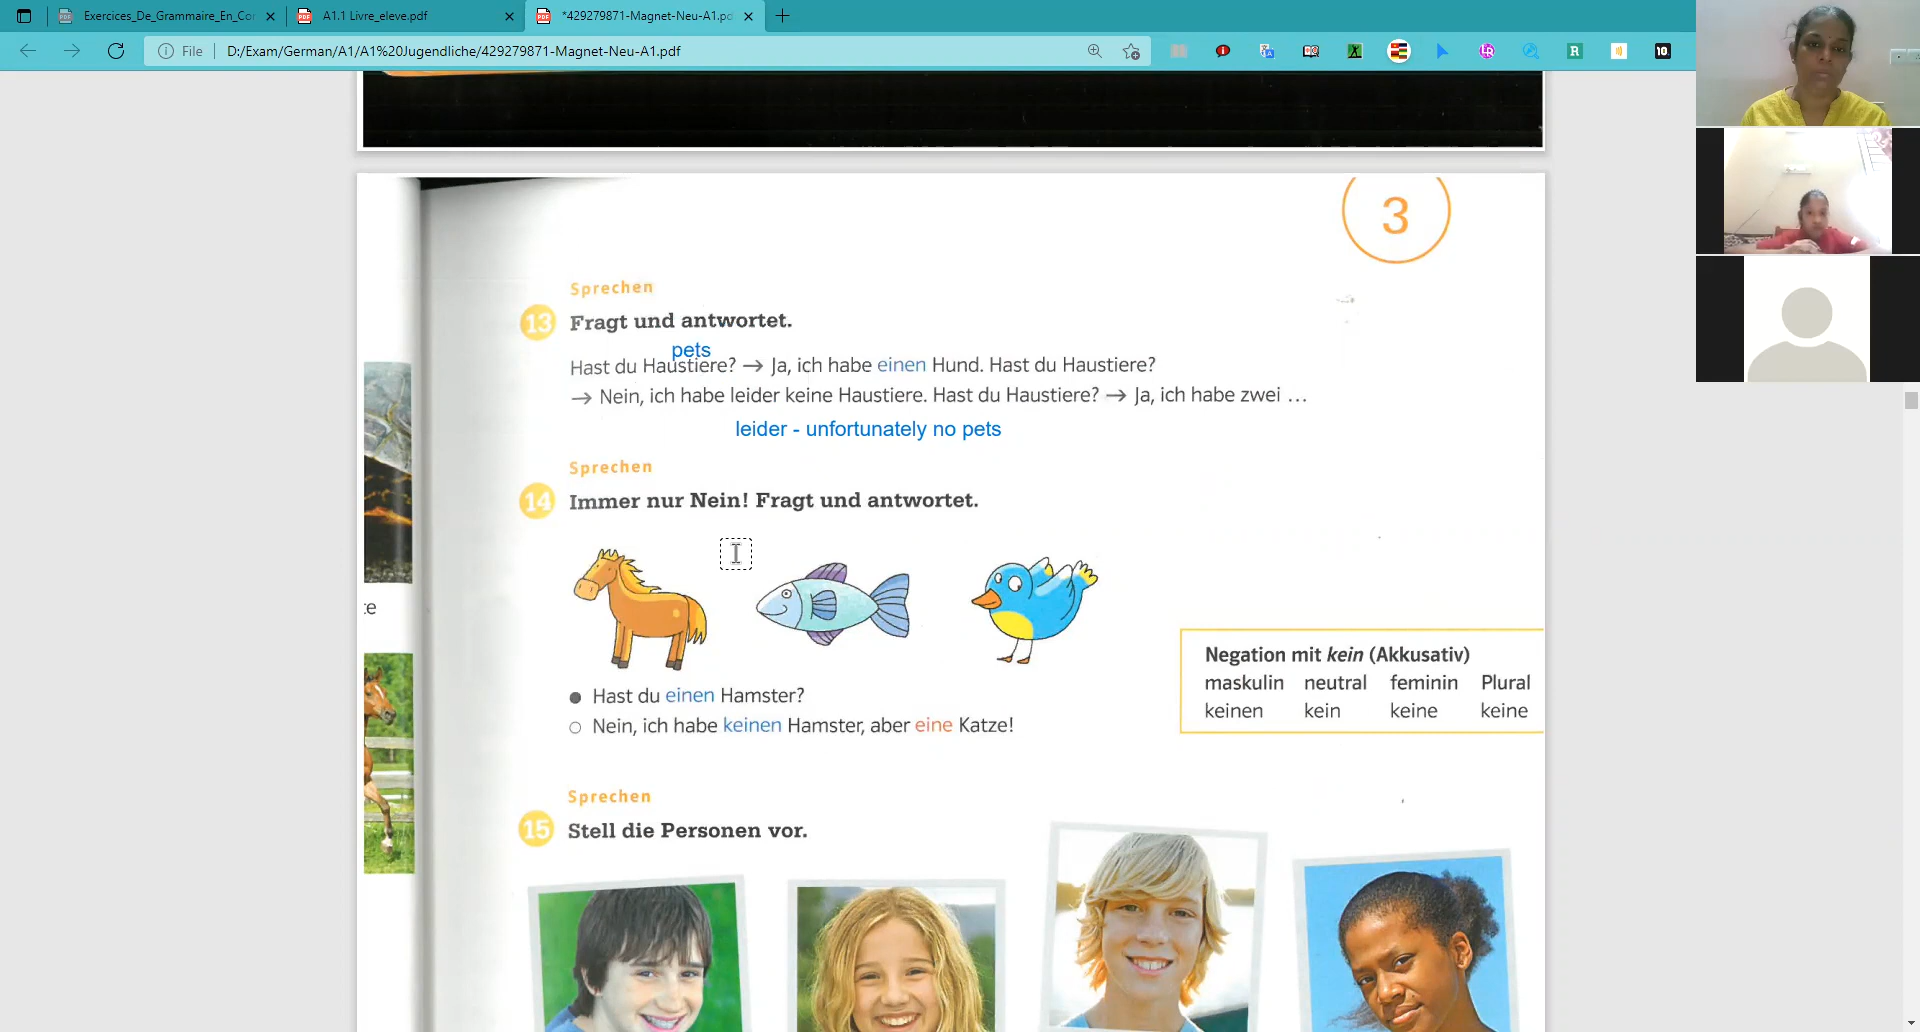 Exercices_De_Grammaire_En_Cor
A1.1 Livre_eleve.pdf
*429279871-Magnet-Neu-A1.pd
File
D:/Exam/German/A1/A1%20Jugendliche/429279871-Magnet-Neu-A1.pdf
3
Sprechen
13 Fragt und antwortet.
pets
Hast du Haustiere? → Ja, ich habe einen Hund. Hast du Haustiere?
→ Nein, ich habe leider keine Haustiere. Hast du Haustiere? → Ja, ich habe zwei ...
leider - unfortunately no pets
Sprechen
14 Immer nur Nein! Fragt und antwortet.
te
● Hast du einen Hamster?
○ Nein, ich habe keinen Hamster, aber eine Katze!
Negation mit kein (Akkusativ)
maskulin neutral feminin Plural
keinen kein keine keine
Sprechen
15 Stell die Personen vor.